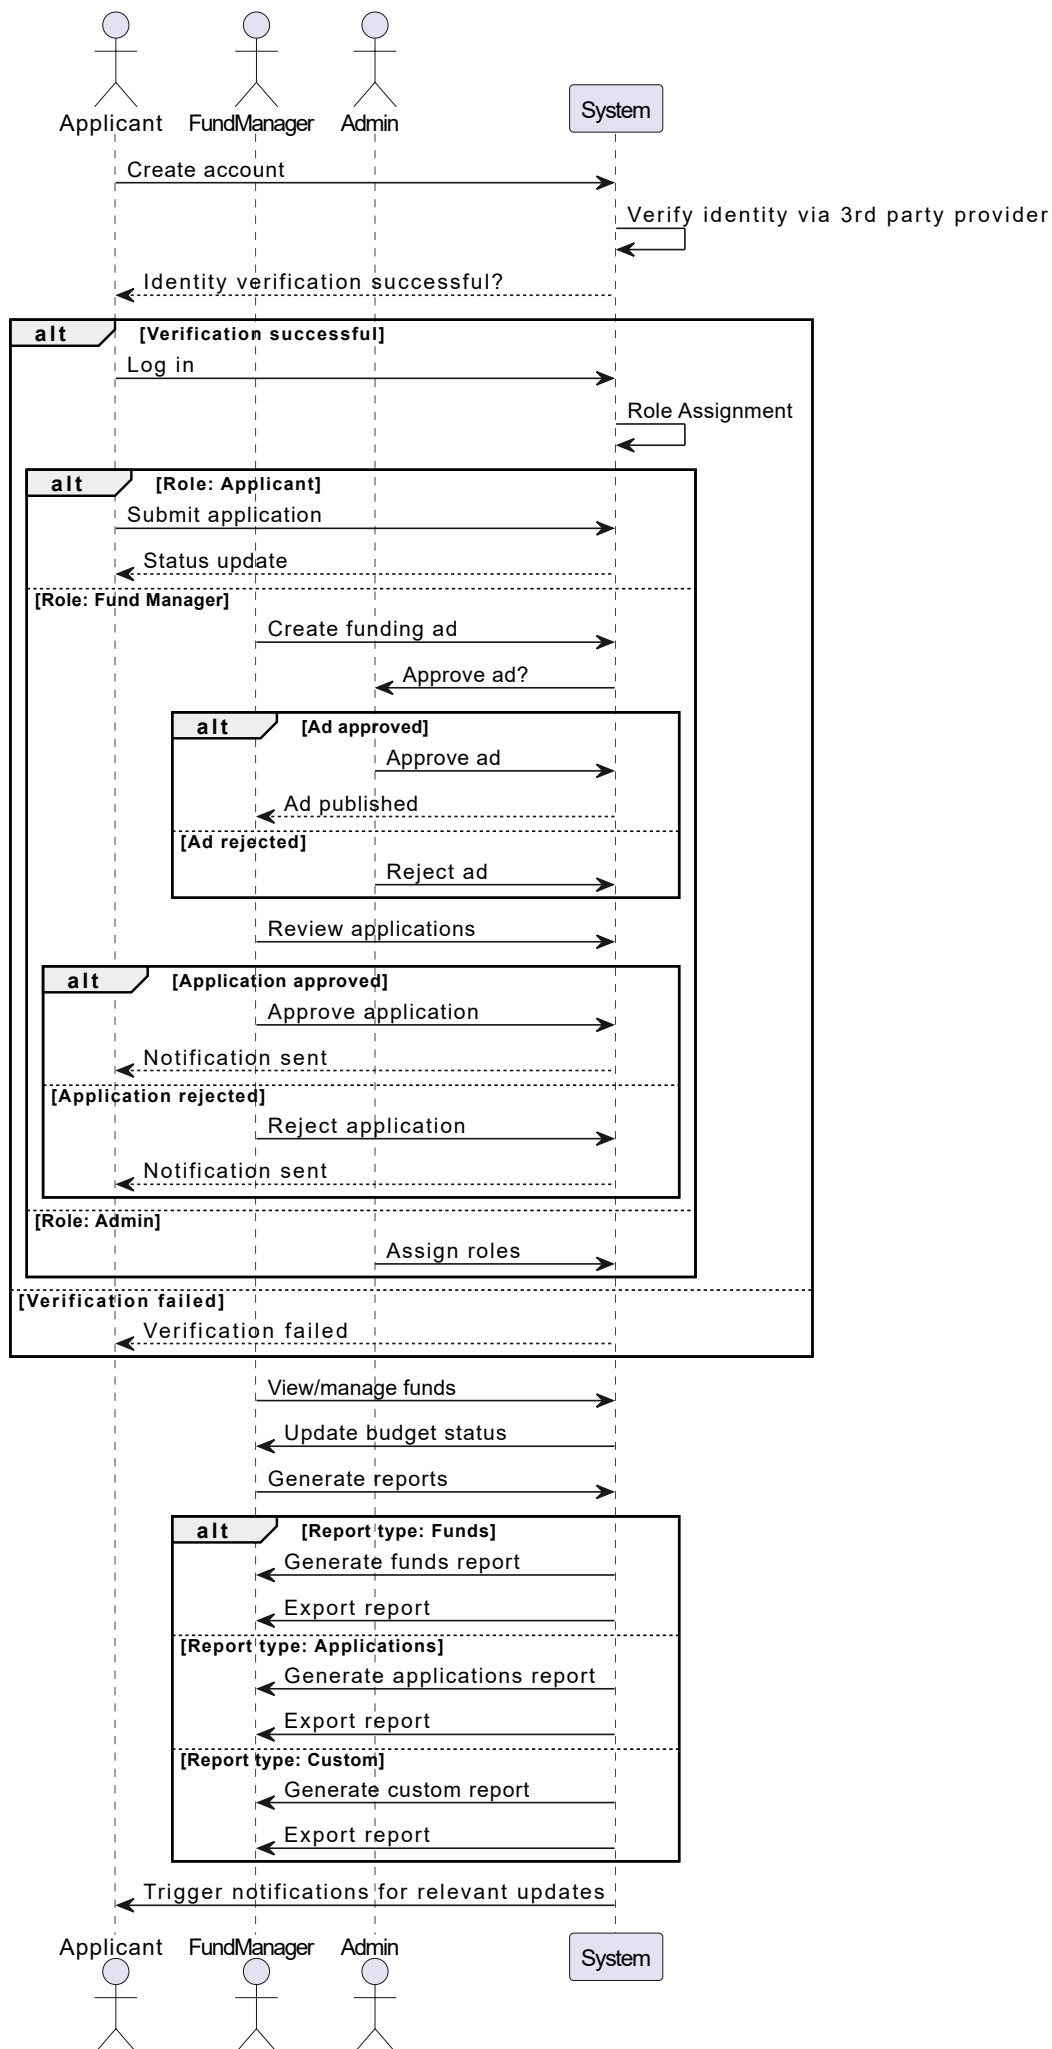 Applicant FundManager Admin System
Create account
Verify identity via 3rd party provider
Identity verification successful?
alt [Verification successful]
Log in
Role Assignment
alt [Role: Applicant]
Submit application
Status update
[Role: Fund Manager]
Create funding ad
Approve ad?
alt [Ad approved]
Approve ad
Ad published
[Ad rejected]
Reject ad
Review applications
alt [Application approved]
Approve application
Notification sent
[Application rejected]
Reject application
Notification sent
[Role: Admin]
Assign roles
[Verification failed]
Verification failed
View/manage funds
Update budget status
Generate reports
alt [Report type: Funds]
Generate funds report
Export report
[Report type: Applications]
Generate applications report
Export report
[Report type: Custom]
Generate custom report
Export report
Trigger notifications for relevant updates
Applicant FundManager Admin System